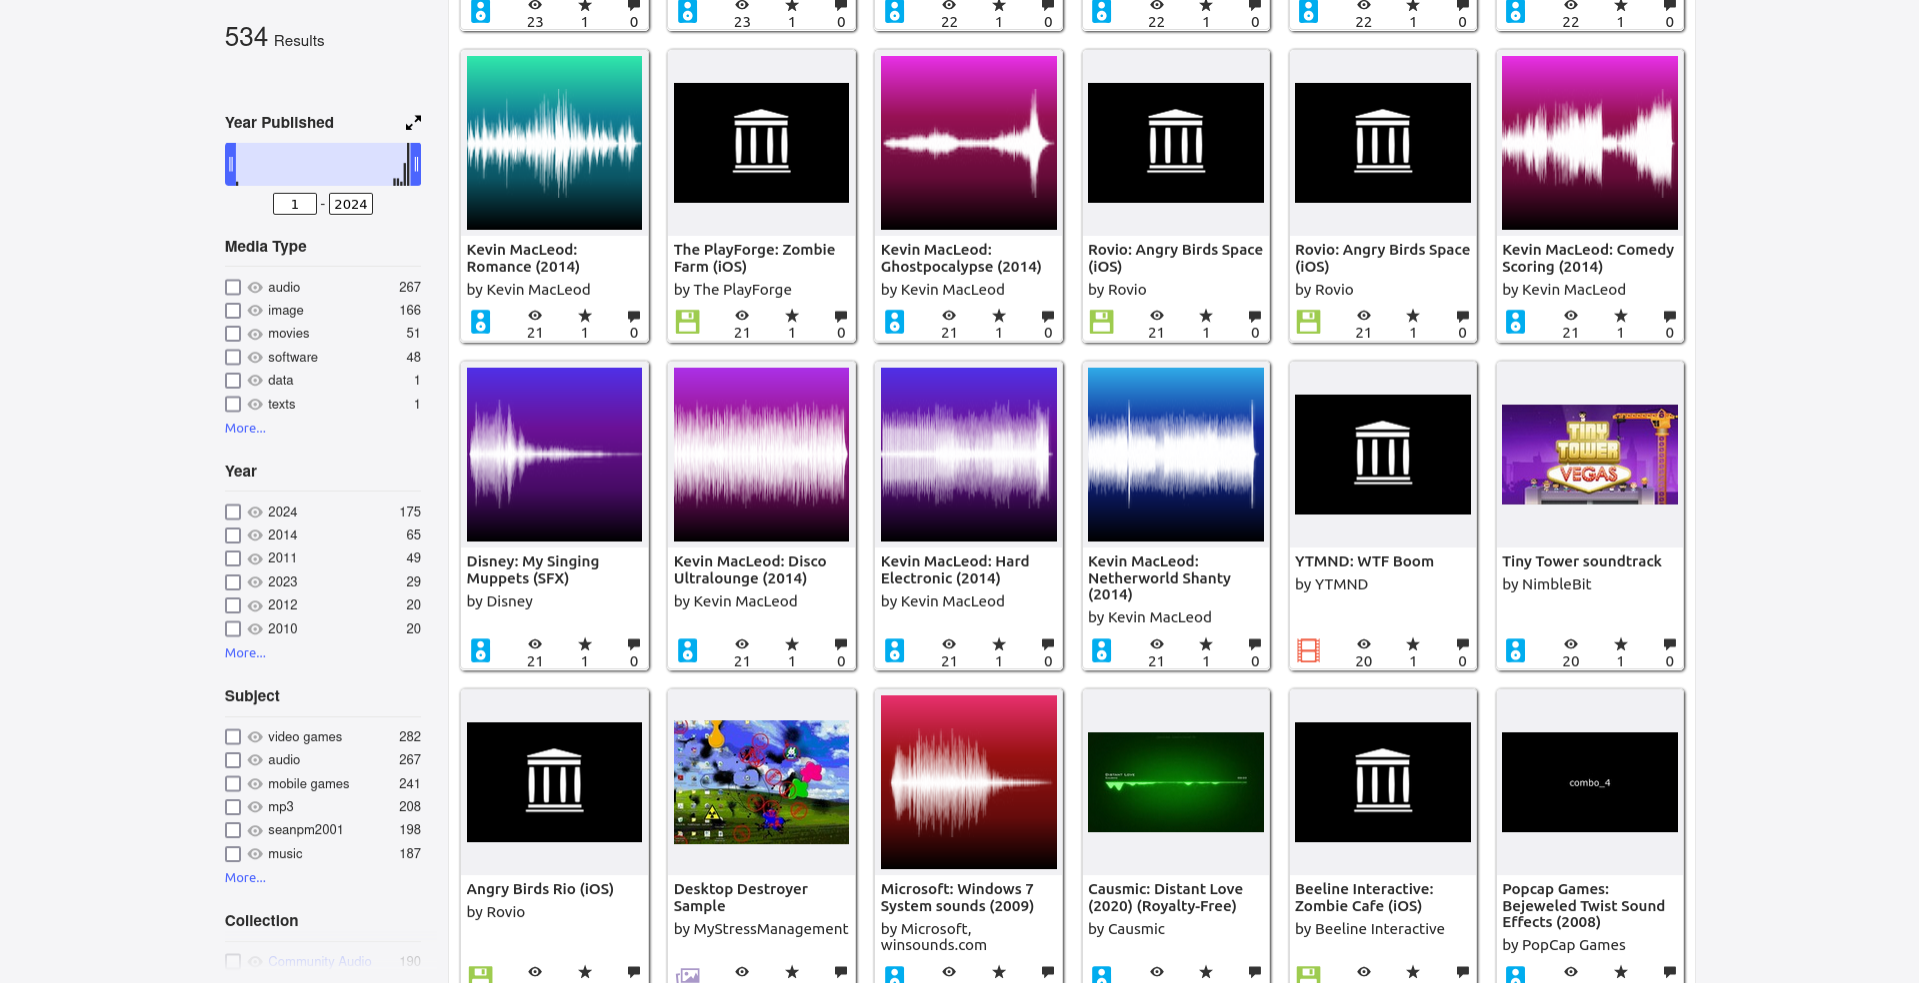 534 Results
Year Published
1 - 2024
Media Type
audio 267
image 166
movies 51
software 48
data 1
texts 1
More...
Year
2024 175
2014 65
2011 49
2023 29
2012 20
2010 20
More...
Subject
video games 282
audio 267
mobile games 241
mp3 208
seanpm2001 198
music 187
More...
Collection
Community Audio 190
23 1 0
23 1 0
22 1 0
22 1 0
22 1 0
22 1 0
Kevin MacLeod:
Romance (2014)
by Kevin MacLeod
21 1 0
The PlayForge: Zombie
Farm (iOS)
by The PlayForge
21 1 0
Kevin MacLeod:
Ghostpocalypse (2014)
by Kevin MacLeod
21 1 0
Rovio: Angry Birds Space
(iOS)
by Rovio
21 1 0
Rovio: Angry Birds Space
(iOS)
by Rovio
21 1 0
Kevin MacLeod: Comedy
Scoring (2014)
by Kevin MacLeod
21 1 0
Disney: My Singing
Muppets (SFX)
by Disney
21 1 0
Kevin MacLeod: Disco
Ultralounge (2014)
by Kevin MacLeod
21 1 0
Kevin MacLeod: Hard
Electronic (2014)
by Kevin MacLeod
21 1 0
Kevin MacLeod:
Netherworld Shanty
(2014)
by Kevin MacLeod
21 1 0
YTMND: WTF Boom
by YTMND
20 1 0
TINY
TOWER
VEGAS
Tiny Tower soundtrack
by NimbleBit
20 1 0
Angry Birds Rio (iOS)
by Rovio
Desktop Destroyer
Sample
by MyStressManagement
Microsoft: Windows 7
System sounds (2009)
by Microsoft,
winsounds.com
Distant Love
Causmic: Distant Love
(2020) (Royalty-Free)
by Causmic
Beeline Interactive:
Zombie Cafe (iOS)
by Beeline Interactive
combo_4
Popcap Games:
Bejeweled Twist Sound
Effects (2008)
by PopCap Games